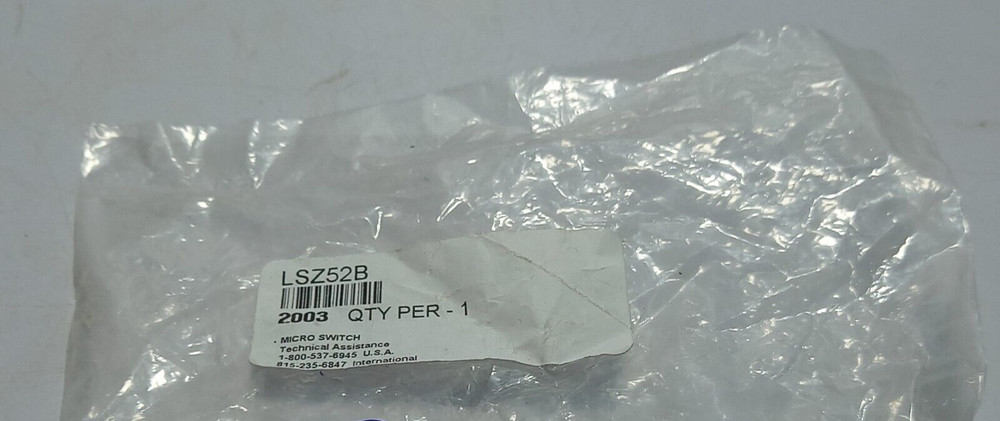 LSZ52B
2003 QTY PER - 1
. MICRO SWITCH
Technical Assistance
1-800-537-6945 U.S.A.
815-235-6847 International